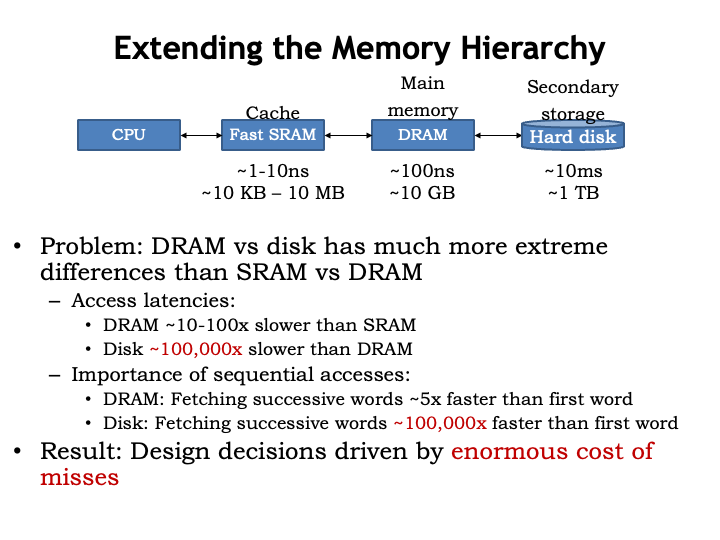 Extending the Memory Hierarchy
Main
memory
Secondary
storage
Cache
CPU
Fast SRAM
DRAM
Hard disk
~1-10ns
~100ns
~10ms
~10 KB – 10 MB
~10 GB
~1 TB
• Problem: DRAM vs disk has much more extreme
differences than SRAM vs DRAM
– Access latencies:
• DRAM ~10-100x slower than SRAM
• Disk ~100,000x slower than DRAM
– Importance of sequential accesses:
• DRAM: Fetching successive words ~5x faster than first word
• Disk: Fetching successive words ~100,000x faster than first word
• Result: Design decisions driven by enormous cost of
misses